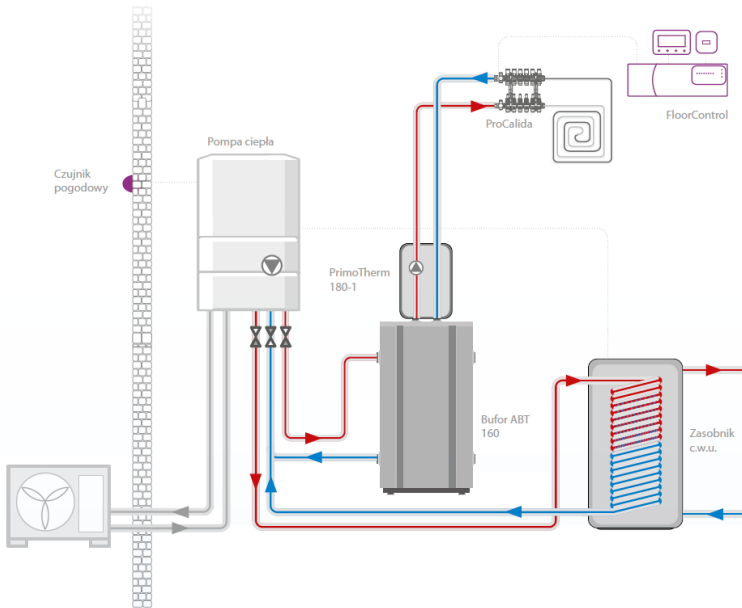 ProCalida
FloorControl
Pompa ciepła
Czujnik
pogodowy
PrimoTherm
180-1
Bufor ABT
160
Zasobnik
c.w.u.